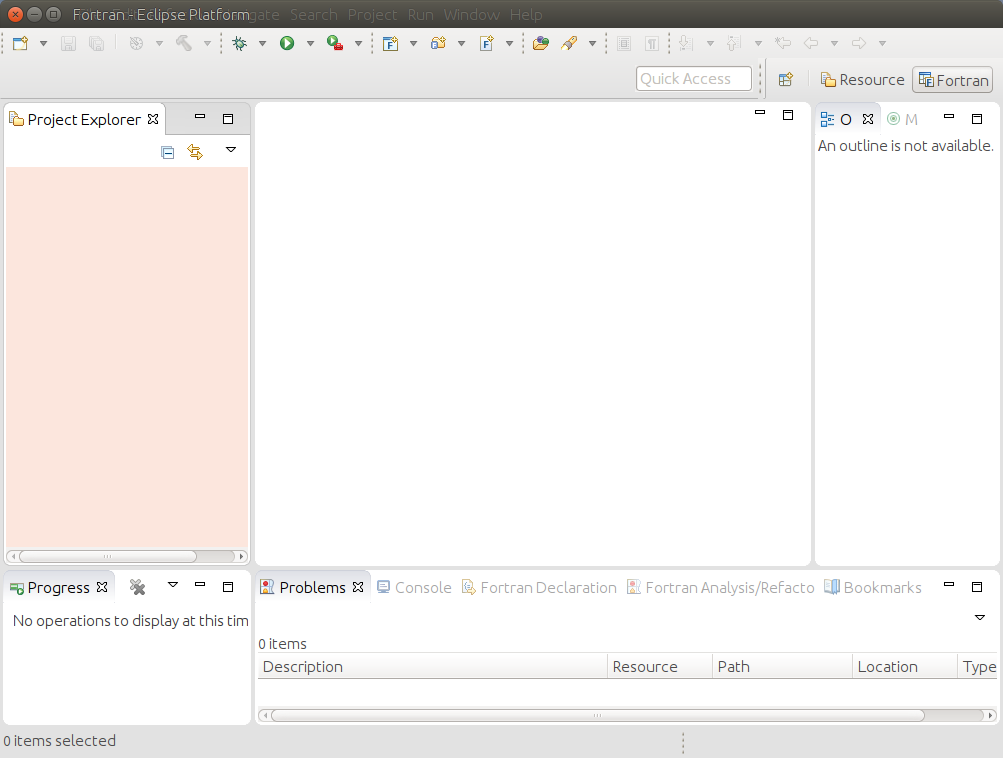 Fortran - Eclipse Platform
Navigate Search Project Run Window Help
Quick Access
Resource
Fortran
Project Explorer
O
M
An outline is not available.
Progress
No operations to display at this tim
Problems
Console
Fortran Declaration
Fortran Analysis/Refacto
Bookmarks
0 items
Description
Resource
Path
Location
Type
0 items selected